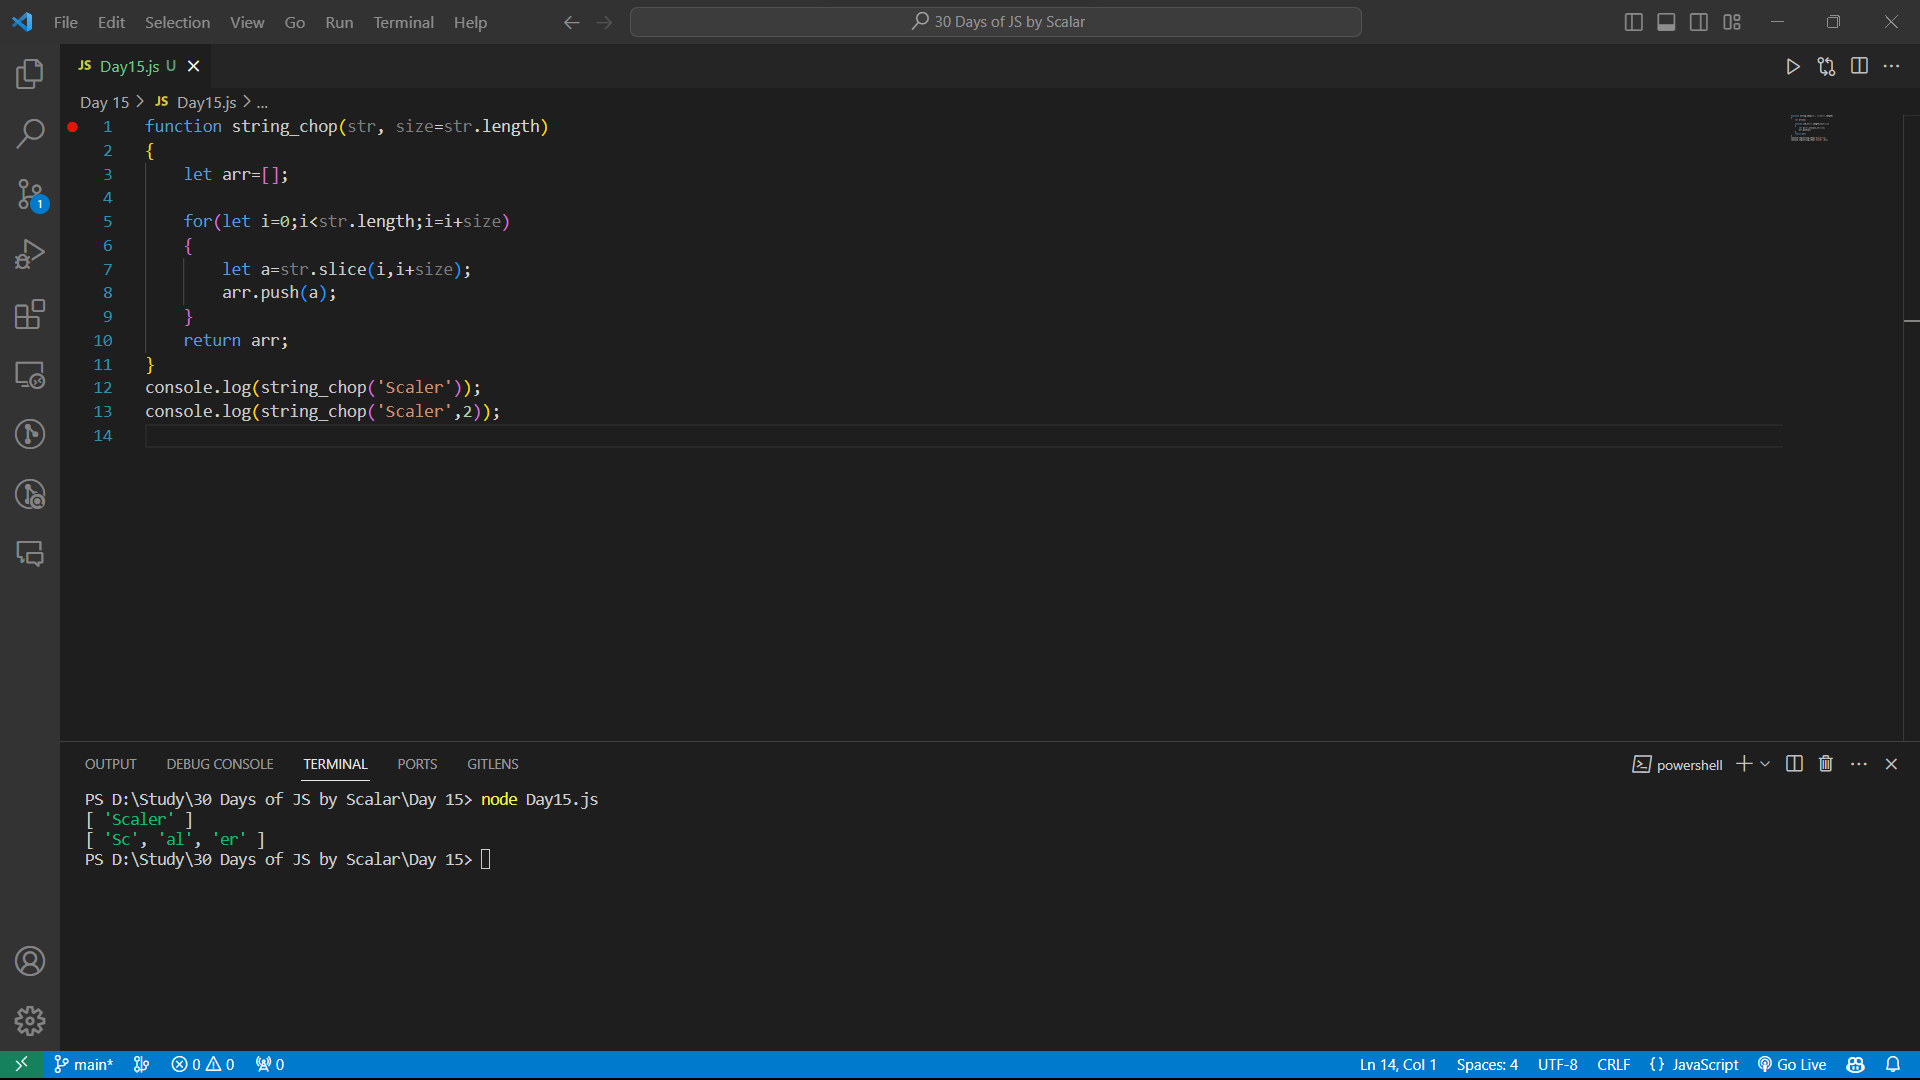 File Edit Selection View Go Run Terminal Help
30 Days of JS by Scalar
JS Day15.js U
Day 15 > JS Day15.js > ...
1 function string_chop(str, size=str.length)
2 {
3 let arr=[];
4
5 for(let i=0;i<str.length;i=i+size)
6 {
7 let a=str.slice(i,i+size);
8 arr.push(a);
9 }
10 return arr;
11 }
12 console.log(string_chop('Scaler'));
13 console.log(string_chop('Scaler',2));
14
1
OUTPUT DEBUG CONSOLE TERMINAL PORTS GITLENS
powershell
PS D:\Study\30 Days of JS by Scalar\Day 15> node Day15.js
[ 'Scaler' ]
[ 'Sc', 'al', 'er' ]
PS D:\Study\30 Days of JS by Scalar\Day 15>
main* 0 0 0 Ln 14, Col 1 Spaces: 4 UTF-8 CRLF {} JavaScript Go Live